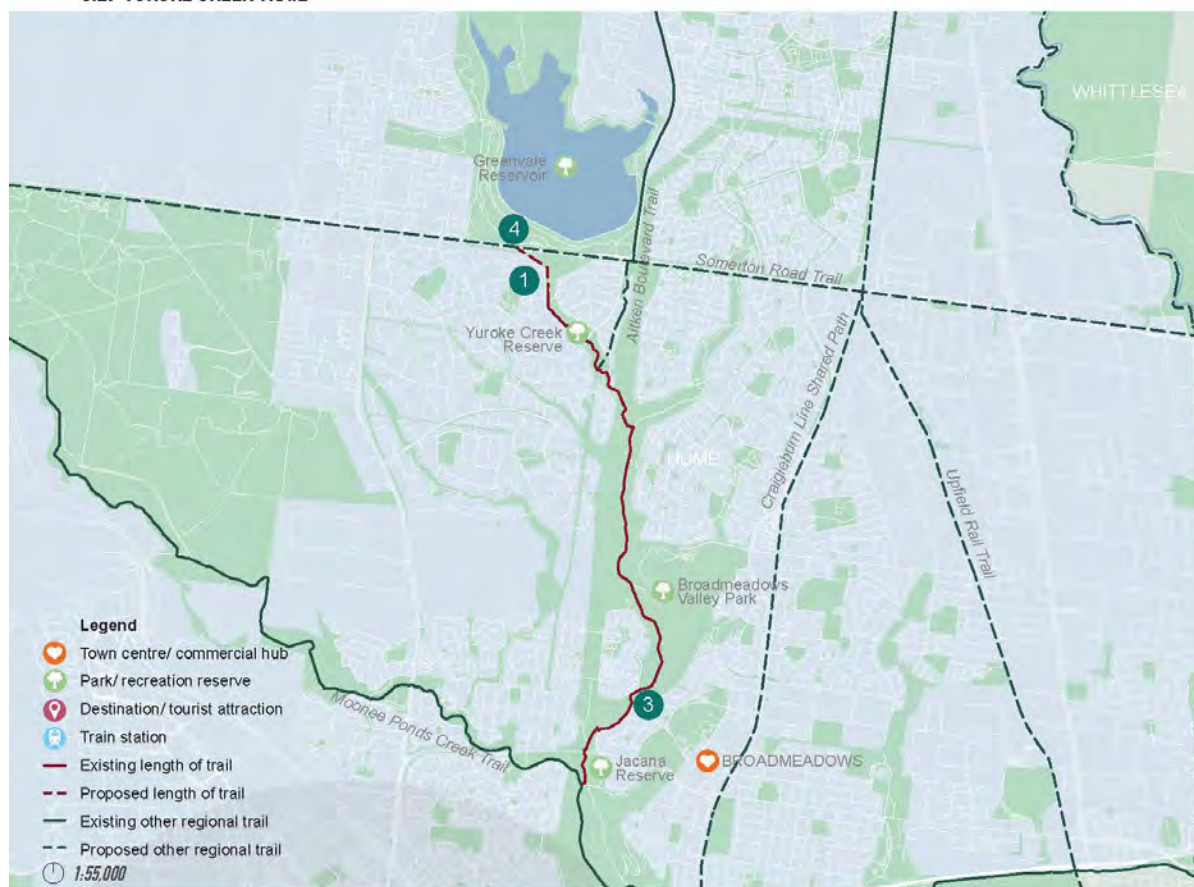 WHITTLESEA
Greenvale
Reservoir
4
Aitken Boulevard Trail
Somerton Road Trail
1
Yuroke Creek
Reserve
Craigieburn Line Shared Path
HUME
Upfield Rail Trail
Broadmeadows
Valley Park
Legend
Town centre/ commercial hub
Park/ recreation reserve
Destination/ tourist attraction
Train station
Existing length of trail
Proposed length of trail
Existing other regional trail
Proposed other regional trail
1:55,000
Moonee Ponds Creek Trail
3
Jacana
Reserve
BROADMEADOWS